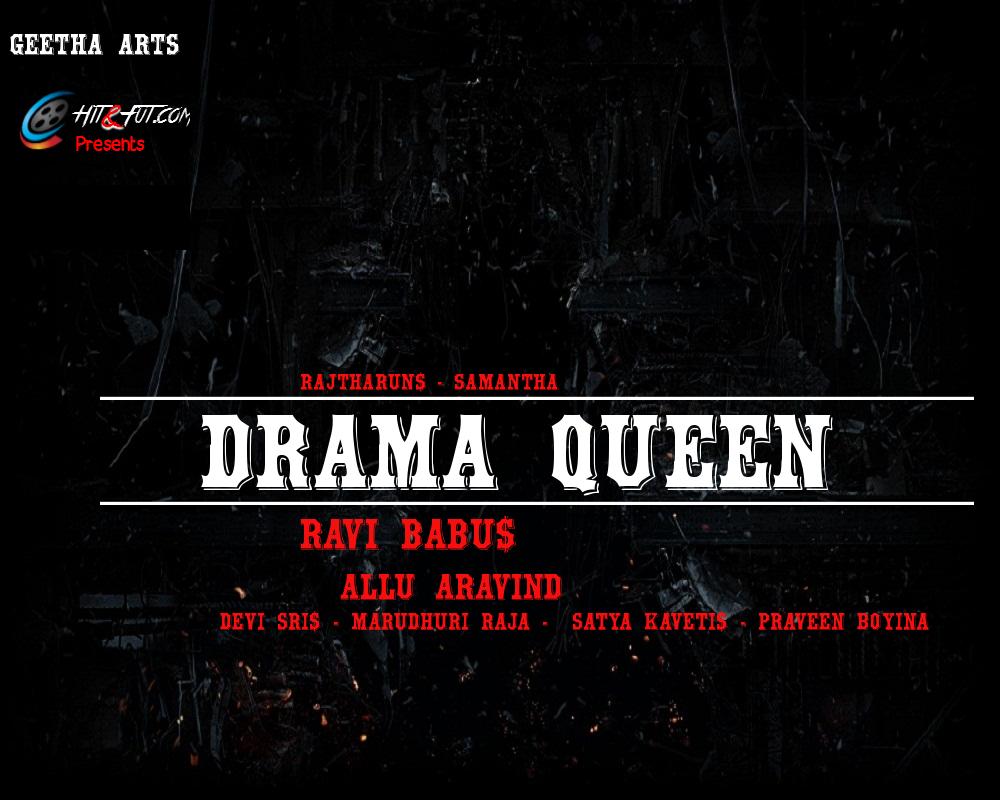 GEETHA ARTS
HIT&FUT.COM
Presents
RAJTHARUN$ - SAMANTHA
DRAMA QUEEN
RAVI BABU$
ALLU ARAVIND
DEVI SRI$ - MARUDHURI RAJA - SATYA KAVETI$ - PRAVEEN BOYINA